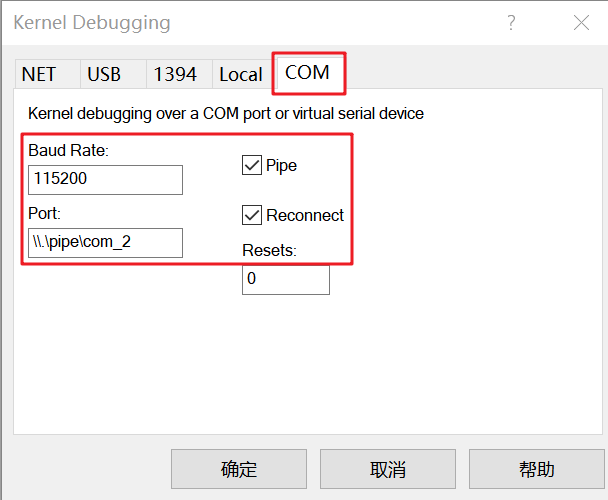 Kernel Debugging
NET USB 1394 Local COM
Kernel debugging over a COM port or virtual serial device
Baud Rate:
115200
Pipe
Port:
Reconnect
\\.\pipe\com_2
Resets:
0
确定 取消 帮助